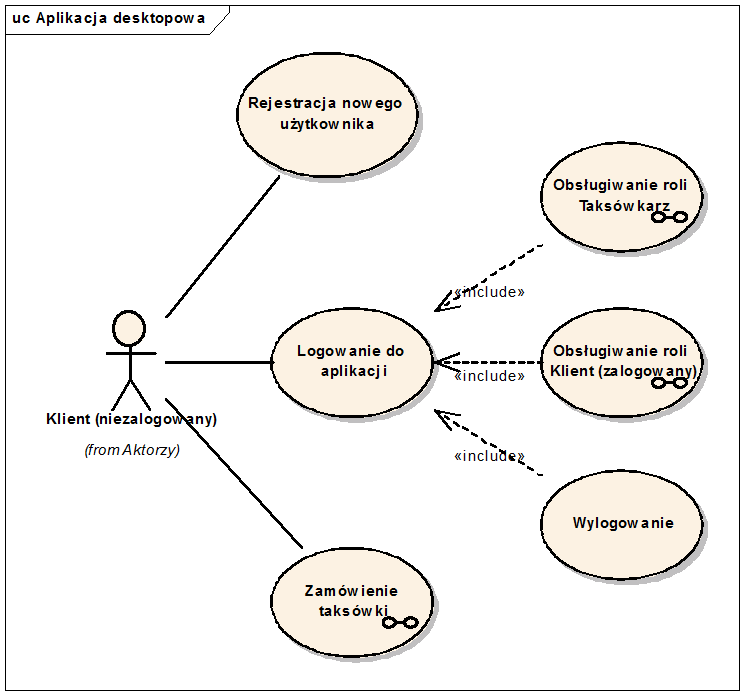 uc Aplikacja desktopowa
Rejestracja nowego
użytkownika
Obsługiwanie roli
Taksówkarz
«include»
Logowanie do
aplikacji
Obsługiwanie roli
Klient (zalogowany)
«include»
Klient (niezalogowany)
(from Aktorzy)
«include»
Wylogowanie
Zamówienie
taksówki